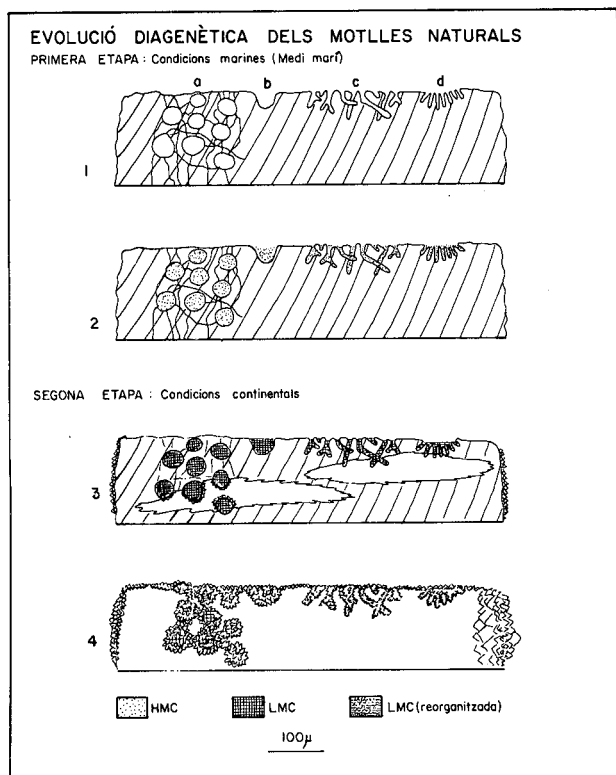 EVOLUCIÓ DIAGENÈTICA DELS MOTLLES NATURALS
PRIMERA ETAPA : Condicions marines (Medi marí)
a b c d
1
2
SEGONA ETAPA : Condicions continentals
3
4
HMC LMC LMC (reorganitzada)
100μ